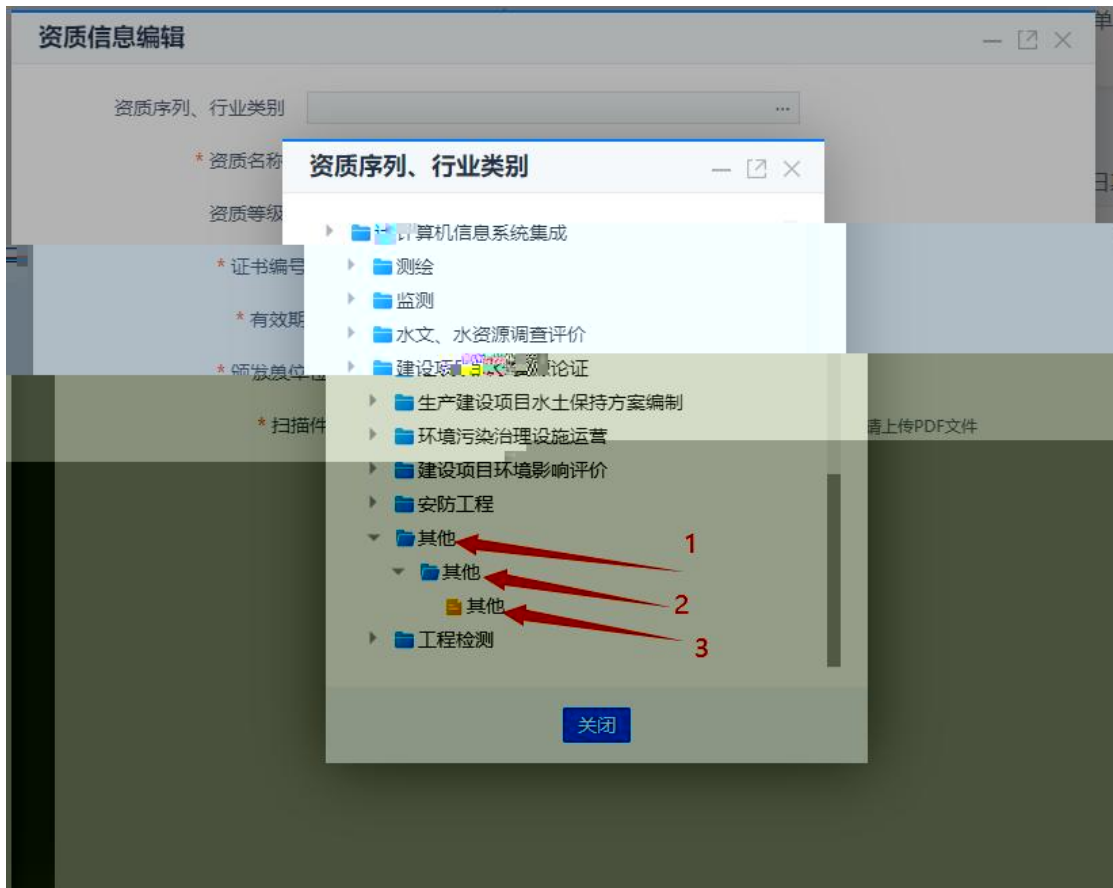 资质信息编辑
单
资质序列、行业类别
...
* 资质名称
资质序列、行业类别
资质等级
计算机信息系统集成
* 证书编号
测绘
监测
* 有效期
水文、水资源调查评价
* 颁发单位
论证
生产建设项目水土保持方案编制
* 扫描件
请上传PDF文件
环境污染治理设施运营
建设项目环境影响评价
安防工程
其他
1
其他
2
其他
3
工程检测
关闭